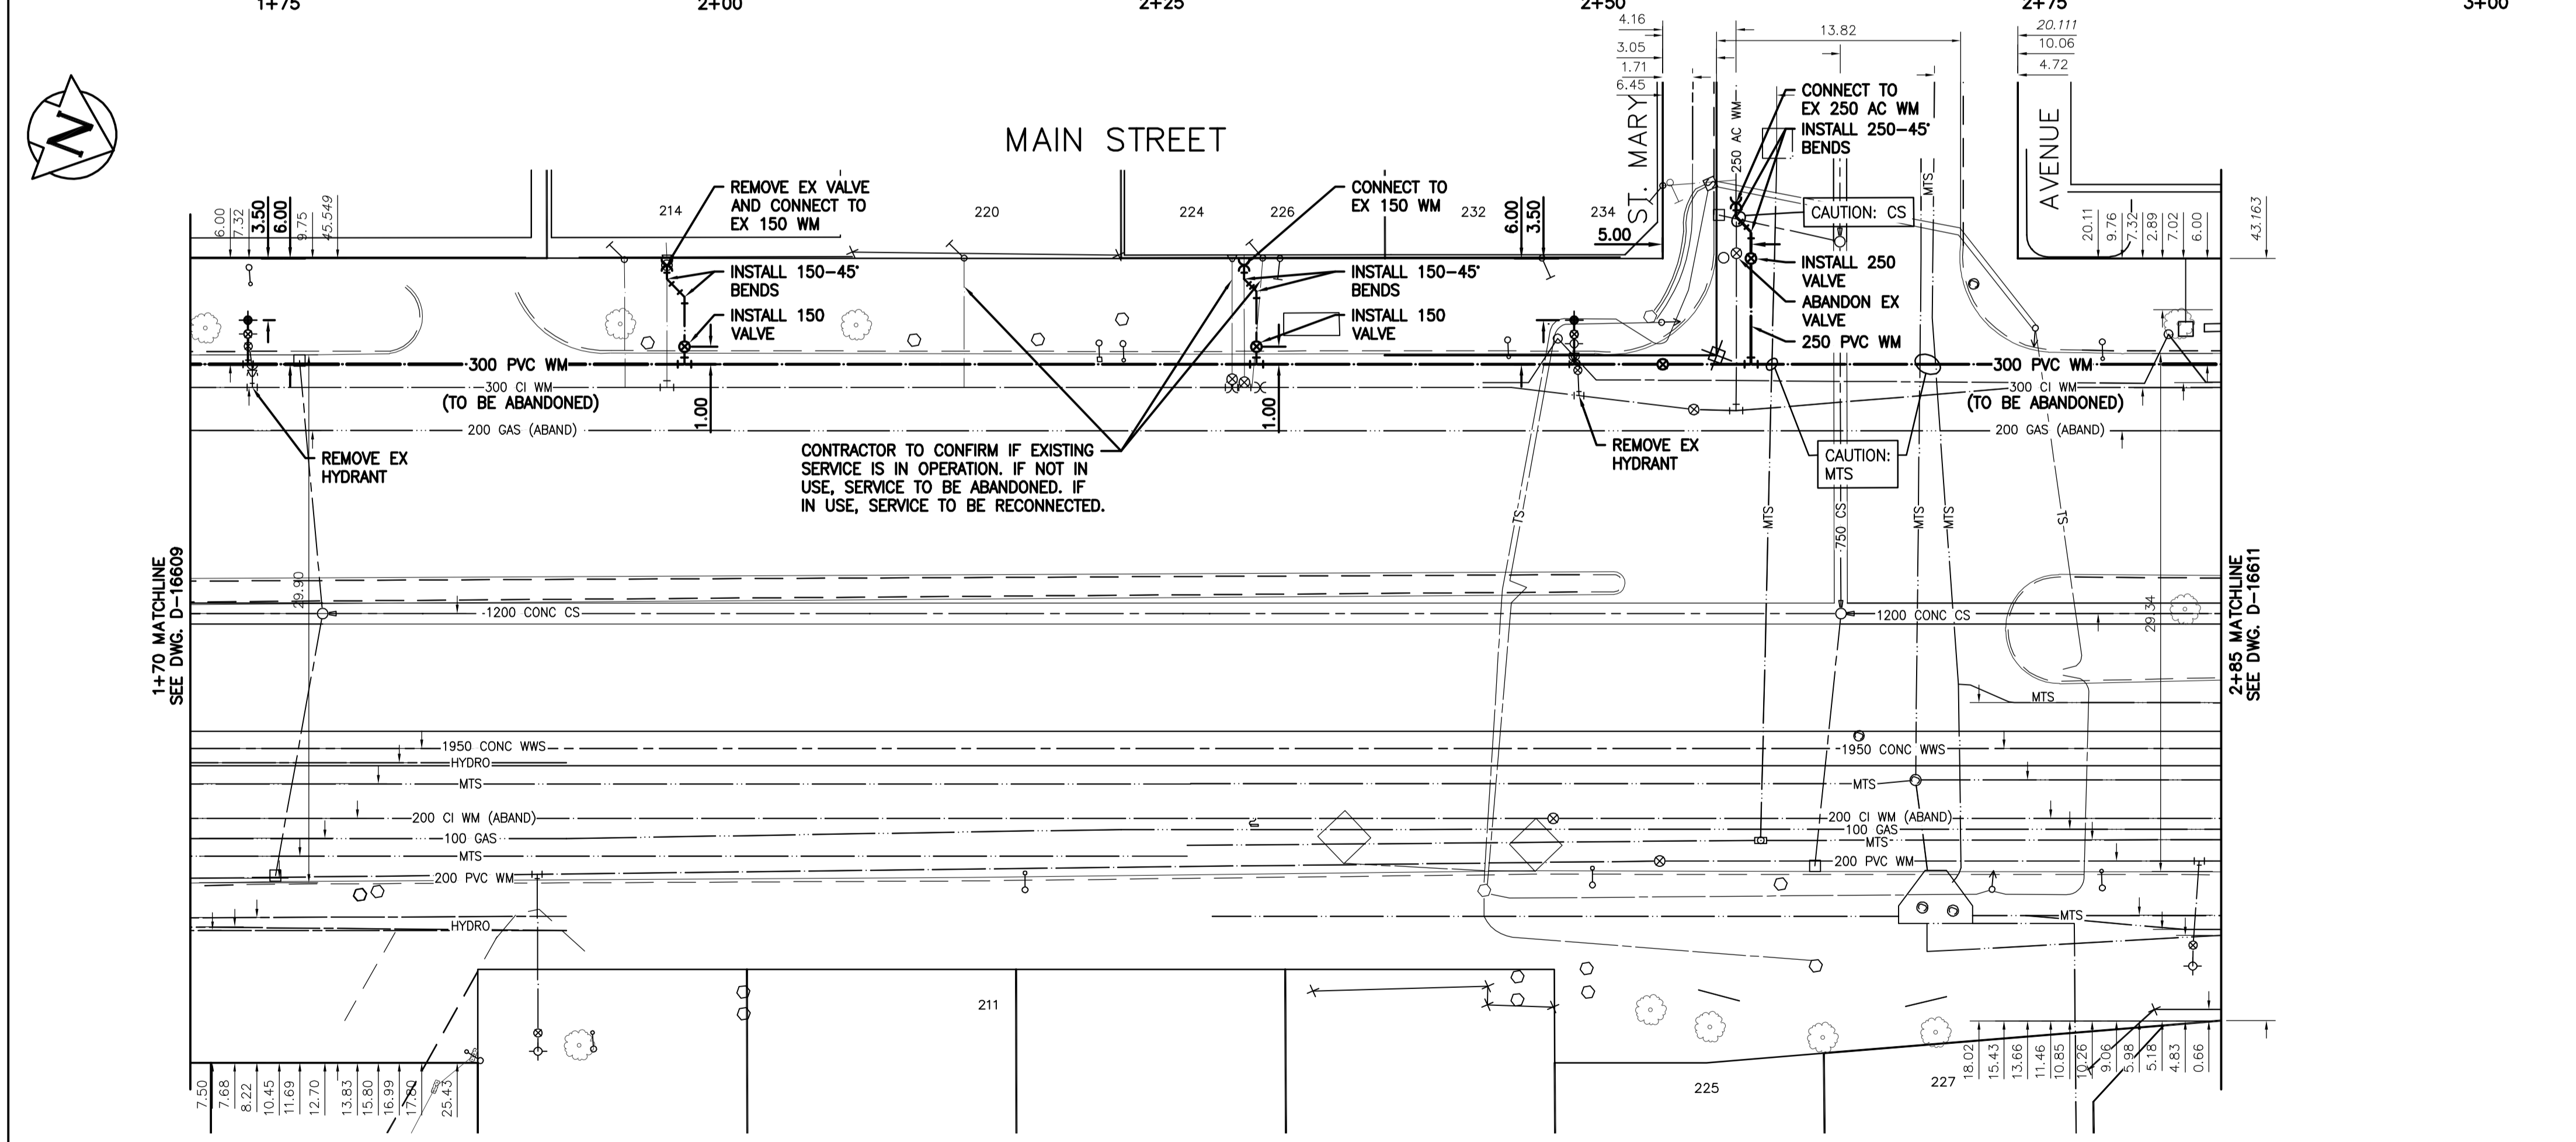 1+75
2+00
2+25
2+50
2+75
3+00
4.16
3.05
1.71
6.45
13.82
20.111
10.06
4.72
N
MAIN STREET
ST. MARY
AVENUE
250 AC WM
CONNECT TO
EX 250 AC WM
INSTALL 250-45°
BENDS
MTS
CAUTION: CS
6.00
7.32
3.50
6.00
9.75
45.549
214
REMOVE EX VALVE
AND CONNECT TO
EX 150 WM
220
224
226
CONNECT TO
EX 150 WM
232
6.00
3.50
234
5.00
20.11
9.76
7.32
2.89
7.02
6.00
43.163
INSTALL 150-45°
BENDS
INSTALL 150
VALVE
INSTALL 150-45°
BENDS
INSTALL 150
VALVE
INSTALL 250
VALVE
ABANDON EX
VALVE
250 PVC WM
300 PVC WM
300 CI WM
(TO BE ABANDONED)
300 PVC WM
300 CI WM
(TO BE ABANDONED)
1.00
1.00
200 GAS (ABAND)
200 GAS (ABAND)
REMOVE EX
HYDRANT
CONTRACTOR TO CONFIRM IF EXISTING
SERVICE IS IN OPERATION. IF NOT IN
USE, SERVICE TO BE ABANDONED. IF
IN USE, SERVICE TO BE RECONNECTED.
REMOVE EX
HYDRANT
CAUTION:
MTS
TS
MTS
750 CS
MTS
MTS
TS
1+70 MATCHLINE
SEE DWG. D-16609
29.90
1200 CONC CS
1200 CONC CS
29.34
2+85 MATCHLINE
SEE DWG. D-16611
MTS
1950 CONC WWS
1950 CONC WWS
HYDRO
MTS
MTS
200 CI WM (ABAND)
200 CI WM (ABAND)
100 GAS
100 GAS
MTS
MTS
200 PVC WM
200 PVC WM
HYDRO
MTS
211
225
227
7.50
7.68
8.22
10.45
11.69
12.70
13.83
15.80
16.99
17.80
25.43
18.02
15.43
13.66
11.46
10.85
10.26
9.06
5.98
5.18
4.83
0.66